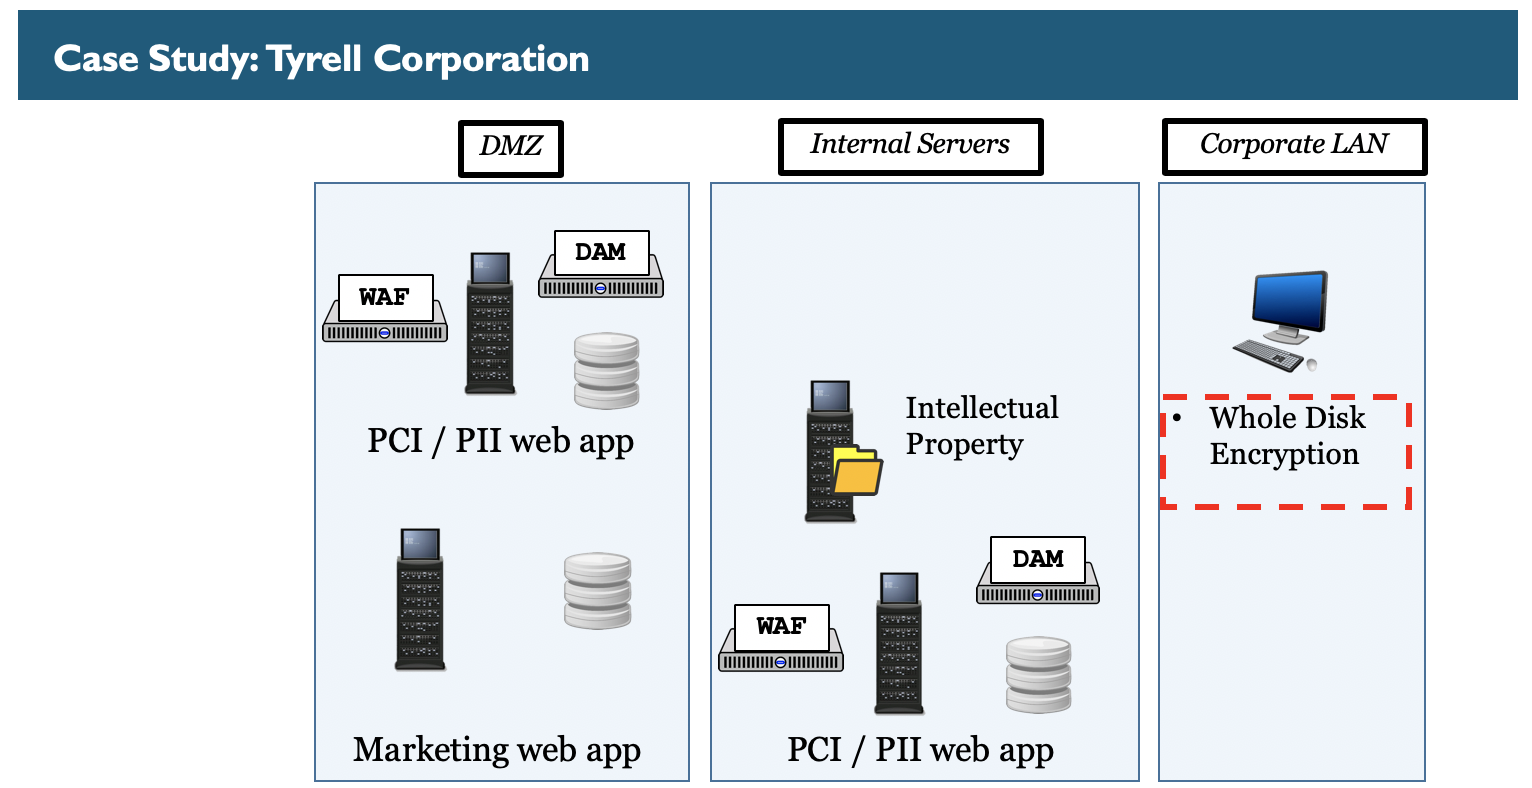 Case Study: Tyrell Corporation
DMZ
Internal Servers
Corporate LAN
WAF
DAM
PCI / PII web app
Marketing web app
Intellectual
Property
WAF
DAM
PCI / PII web app
• Whole Disk
Encryption